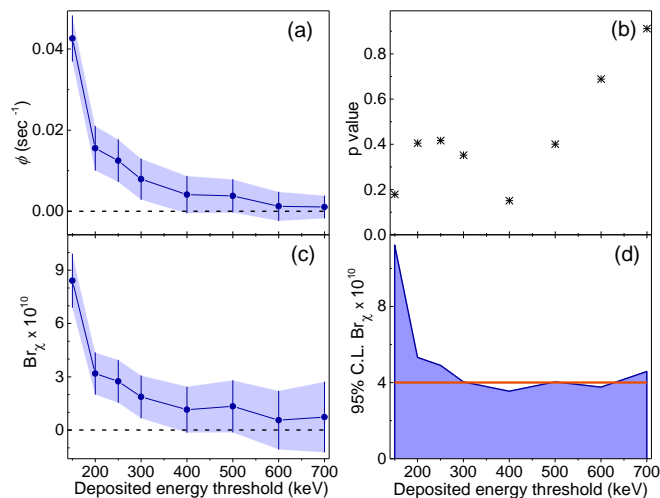 (a)
ϕ (sec⁻¹)
0.04
0.02
0.00
(b)
p value
0.8
0.6
0.4
0.2
0.0
(c)
Brχ x 10¹⁰
9
6
3
0
200 300 400 500 600 700
Deposited energy threshold (keV)
(d)
95% C.L. Brχ x 10¹⁰
8
4
0
200 300 400 500 600 700
Deposited energy threshold (keV)